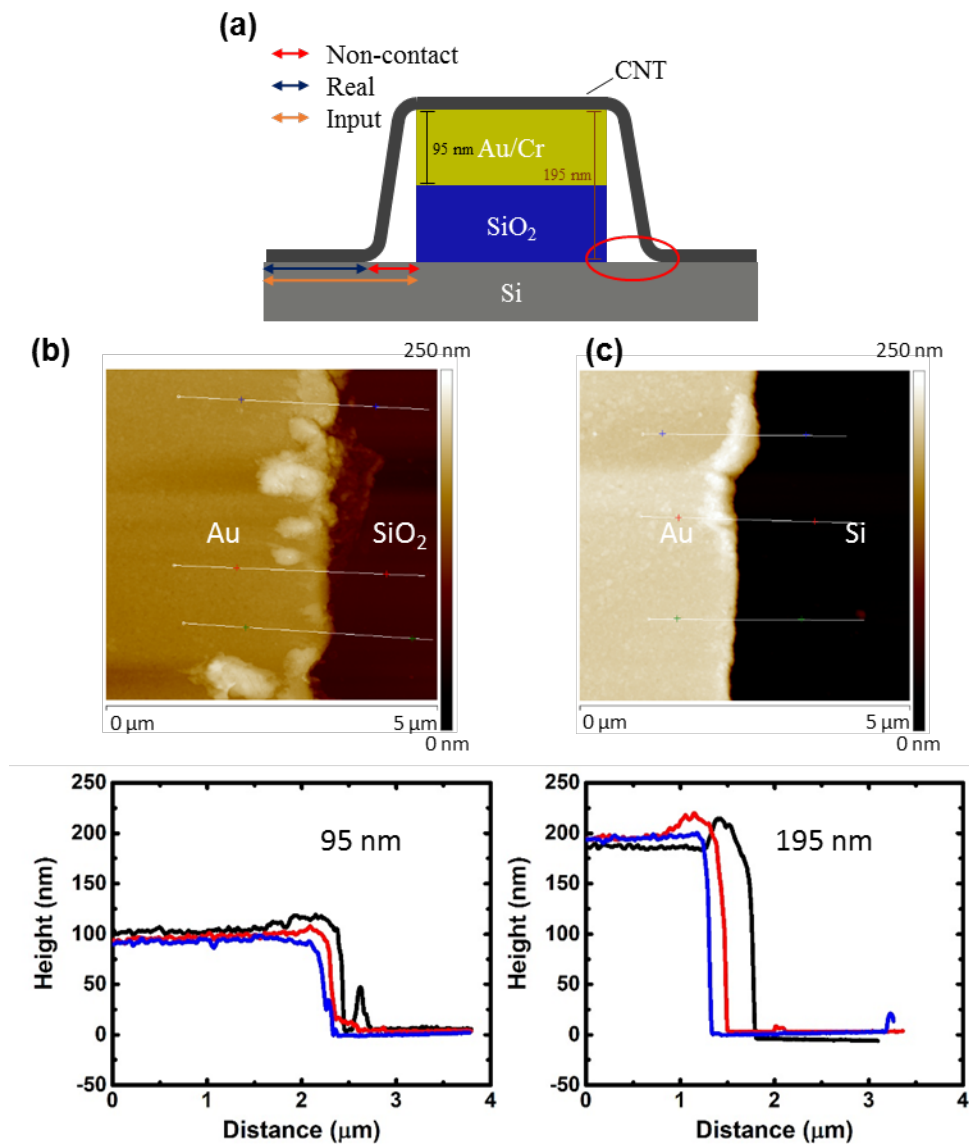 (a)
Non-contact
Real
Input
CNT
95 nm
Au/Cr
195 nm
SiO2
Si
(b)
250 nm
Au
SiO2
0 µm
5 µm
0 nm
(c)
250 nm
Au
Si
0 µm
5 µm
0 nm
250
200
150
100
50
0
-50
Height (nm)
95 nm
0
1
2
3
4
Distance (µm)
250
200
150
100
50
0
-50
Height (nm)
195 nm
0
1
2
3
4
Distance (µm)